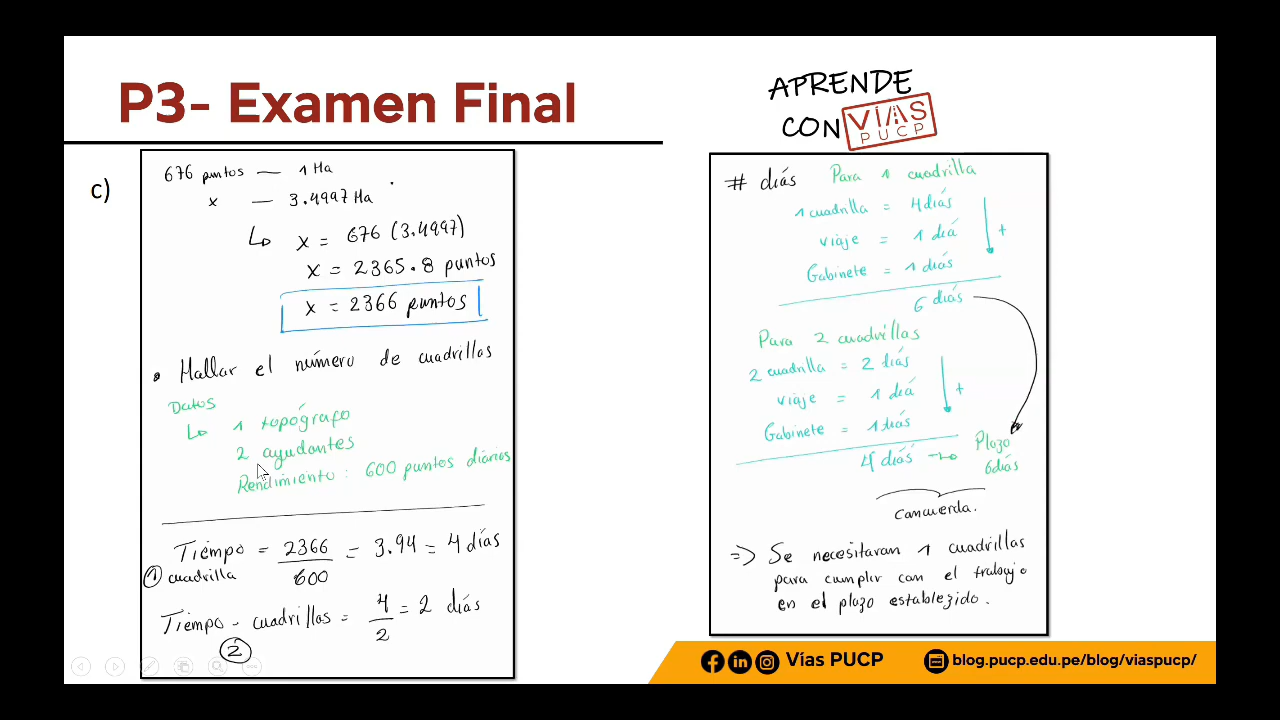 P3- Examen Final
APRENDE
CON VÍAS
PUCP
c)
676 puntos — 1 Ha
x — 3.4997 Ha
x = 676 (3.4997)
x = 2365.8 puntos
x = 2366 puntos
• Hallar el número de cuadrillas
Datos
1 topógrafo
2 ayudantes
Rendimiento : 600 puntos diarios
Tiempo = 2366 / 600 = 3.94 = 4 días
① cuadrilla
Tiempo - cuadrillas = 4 / 2 = 2 días
②
# días Para 1 cuadrilla
1 cuadrilla = 4 días
viaje = 1 día
+
Gabinete = 1 días
6 días
Para 2 cuadrillas
2 cuadrilla = 2 días
viaje = 1 día
+
Gabinete = 1 días
4 días → Plazo
6 días
concuerda.
⇒ Se necesitaran 1 cuadrillas
para cumplir con el trabajo
en el plazo establezido.
Vías PUCP
blog.pucp.edu.pe/blog/viaspucp/